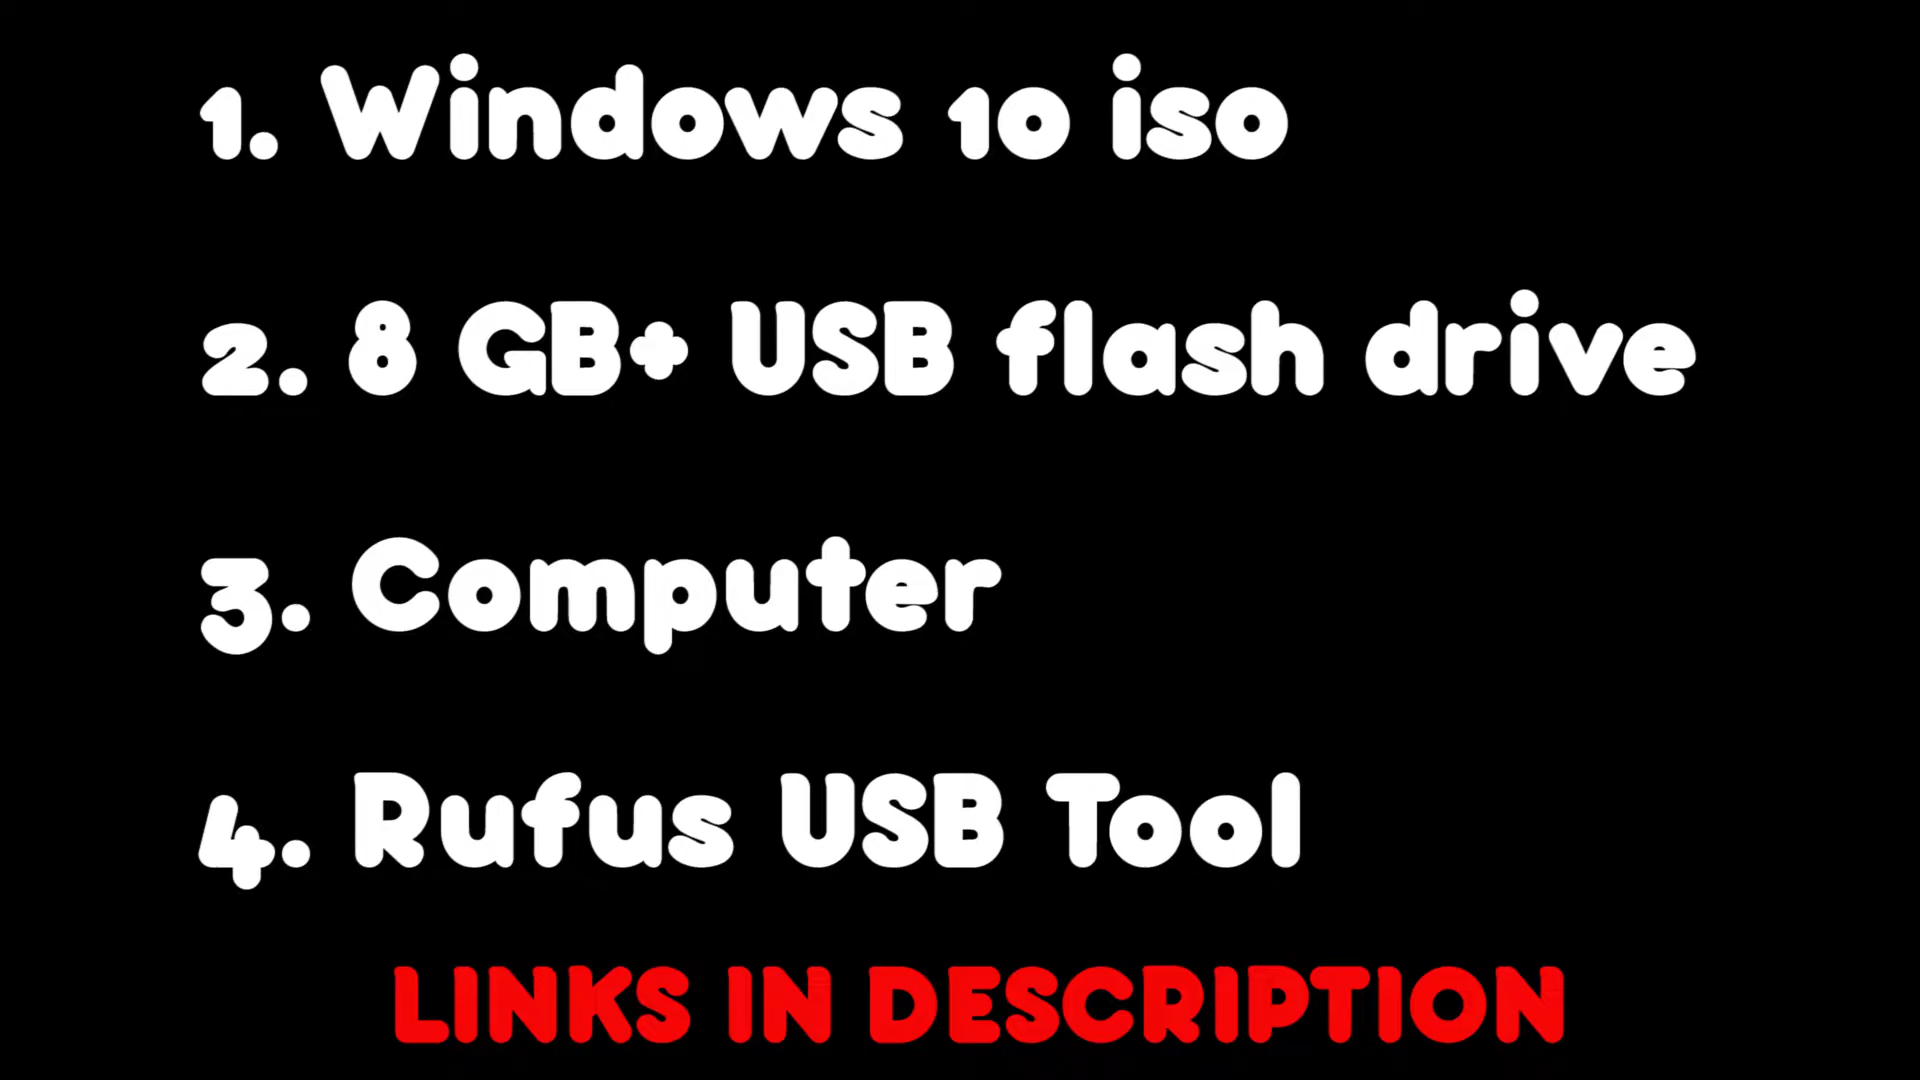 1. Windows 10 iso
2. 8 GB+ USB flash drive
3. Computer
4. Rufus USB Tool
LINKS IN DESCRIPTION